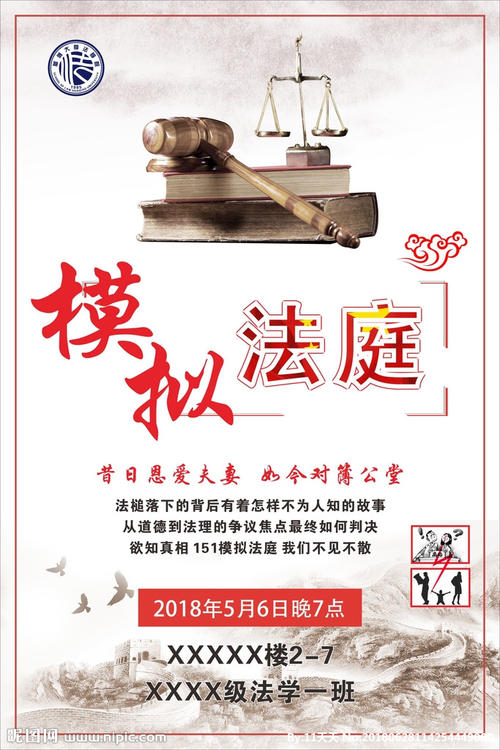 模拟
法庭
昔日恩爱夫妻 如今对簿公堂
法槌落下的背后有着怎样不为人知的故事
从道德到法理的争议焦点最终如何判决
欲知真相 151模拟法庭 我们不见不散
2018年5月6日晚7点
XXXXX楼2-7
XXXX级法学一班
昵图网 www.nipic.com